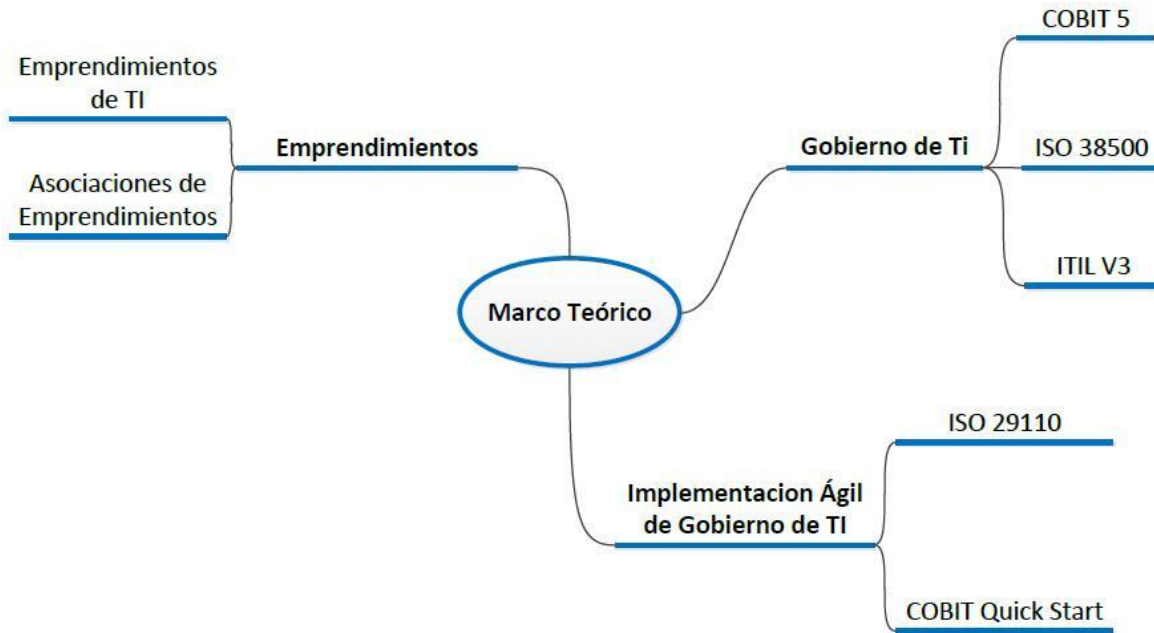 COBIT 5
Emprendimientos
de TI
Emprendimientos
Gobierno de Ti
ISO 38500
Asociaciones de
Emprendimientos
ITIL V3
Marco Teórico
ISO 29110
Implementacion Ágil
de Gobierno de TI
COBIT Quick Start